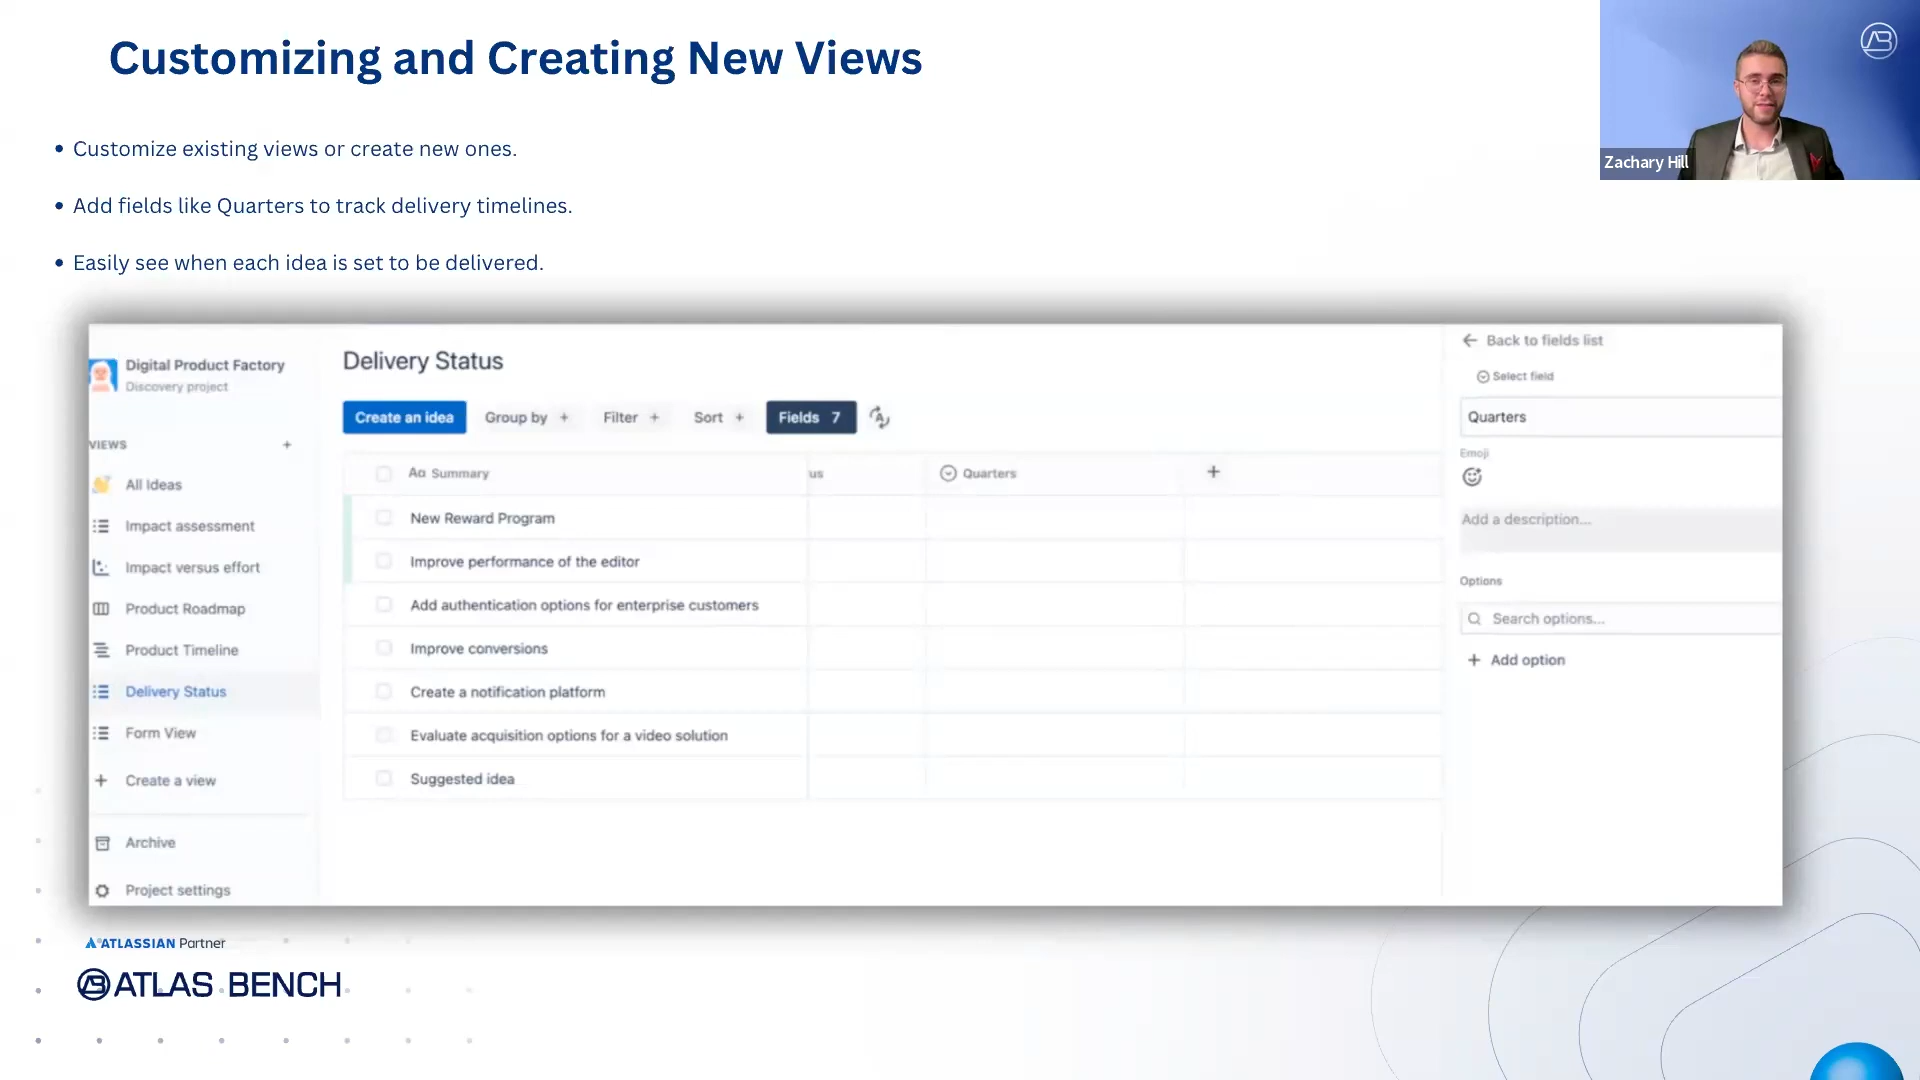 Customizing and Creating New Views
Zachary Hill
Customize existing views or create new ones.
Add fields like Quarters to track delivery timelines.
Easily see when each idea is set to be delivered.
Digital Product Factory
Discovery project
VIEWS +
All Ideas
Impact assessment
Impact versus effort
Product Roadmap
Product Timeline
Delivery Status
Form View
+ Create a view
Archive
Project settings
Delivery Status
Create an idea Group by + Filter + Sort + Fields 7
Aa Summary us Quarters +
New Reward Program
Improve performance of the editor
Add authentication options for enterprise customers
Improve conversions
Create a notification platform
Evaluate acquisition options for a video solution
Suggested idea
Back to fields list
Select field
Quarters
Emoji
Add a description...
Options
Search options...
+ Add option
ATLASSIAN Partner
ATLAS BENCH